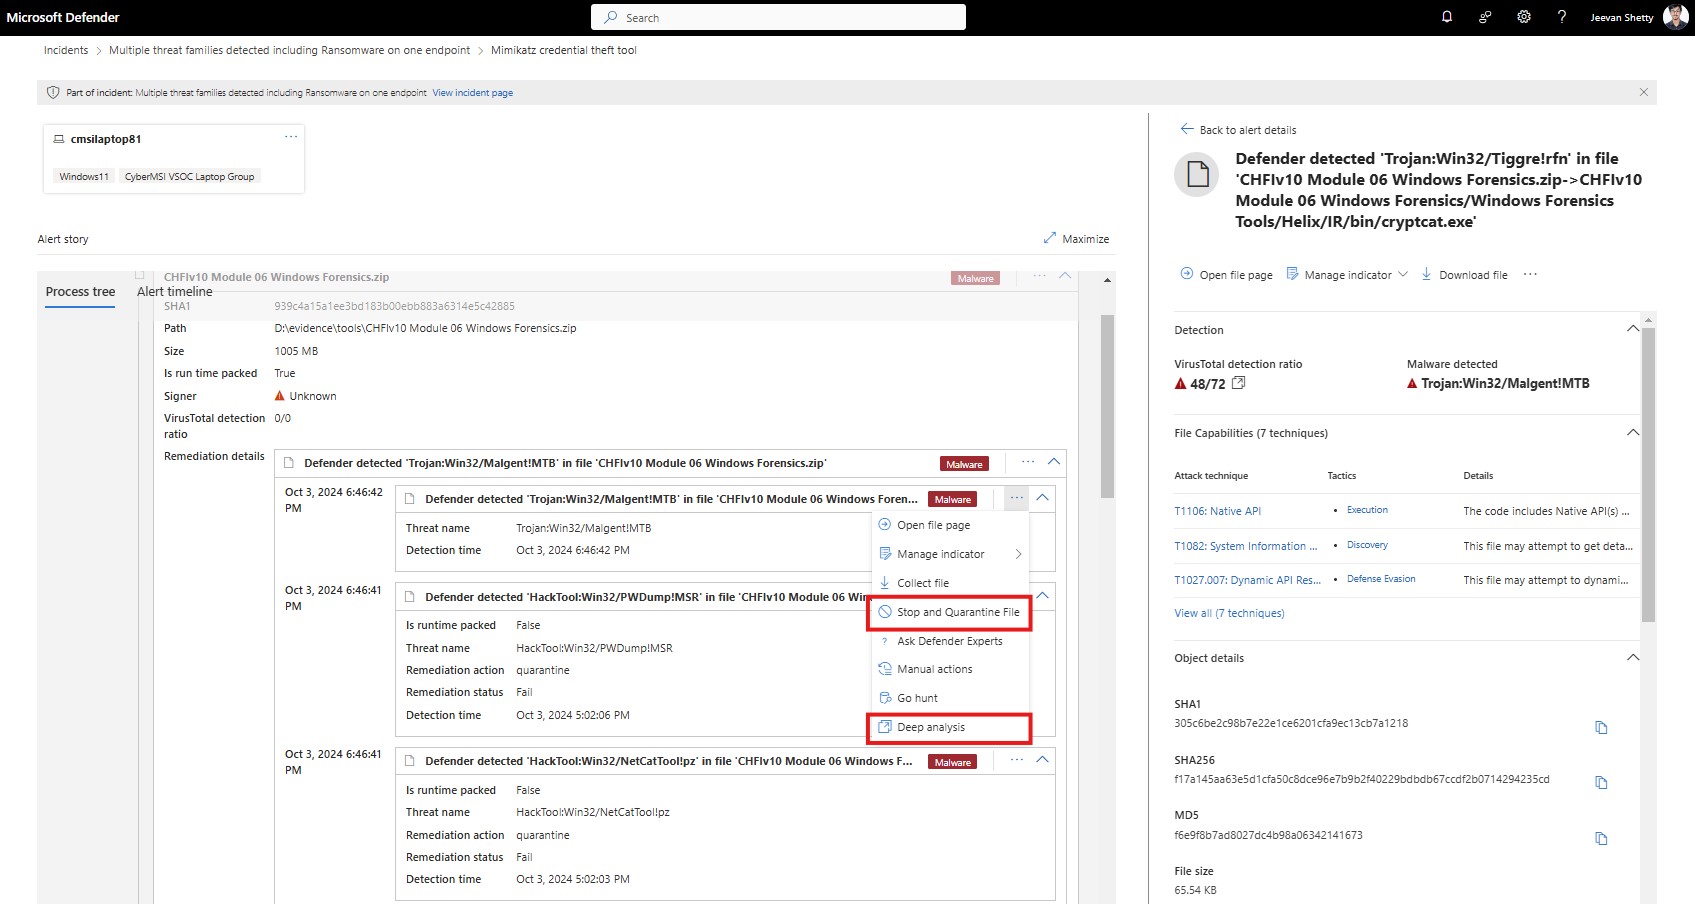 Microsoft Defender
Search
Jeevan Shetty
Incidents > Multiple threat families detected including Ransomware on one endpoint > Mimikatz credential theft tool
Part of incident: Multiple threat families detected including Ransomware on one endpoint View incident page
cmsilaptop81
Windows11 CyberMSI VSOC Laptop Group
Alert story
Maximize
Process tree
Alert timeline
CHFIv10 Module 06 Windows Forensics.zip Malware
SHA1 939c4a15a1ee3bd183b00ebb883a6314e5c42885
Path D:\evidence\tools\CHFIv10 Module 06 Windows Forensics.zip
Size 1005 MB
Is run time packed True
Signer Unknown
VirusTotal detection 0/0
ratio
Remediation details
Defender detected 'Trojan:Win32/Malgent!MTB' in file 'CHFIv10 Module 06 Windows Forensics.zip' Malware
Oct 3, 2024 6:46:42
PM
Defender detected 'Trojan:Win32/Malgent!MTB' in file 'CHFIv10 Module 06 Windows Foren... Malware
Threat name Trojan:Win32/Malgent!MTB
Detection time Oct 3, 2024 6:46:42 PM
Open file page
Manage indicator
Collect file
Stop and Quarantine File
Ask Defender Experts
Manual actions
Go hunt
Deep analysis
Oct 3, 2024 6:46:41
PM
Defender detected 'HackTool:Win32/PWDump!MSR' in file 'CHFIv10 Module 06 Win
Is runtime packed False
Threat name HackTool:Win32/PWDump!MSR
Remediation action quarantine
Remediation status Fail
Detection time Oct 3, 2024 5:02:06 PM
Oct 3, 2024 6:46:41
PM
Defender detected 'HackTool:Win32/NetCatTool!pz' in file 'CHFIv10 Module 06 Windows F... Malware
Is runtime packed False
Threat name HackTool:Win32/NetCatTool!pz
Remediation action quarantine
Remediation status Fail
Detection time Oct 3, 2024 5:02:03 PM
Back to alert details
Defender detected 'Trojan:Win32/Tiggre!rfn' in file
'CHFIv10 Module 06 Windows Forensics.zip->CHFIv10
Module 06 Windows Forensics/Windows Forensics
Tools/Helix/IR/bin/cryptcat.exe'
Open file page Manage indicator Download file
Detection
VirusTotal detection ratio
48/72
Malware detected
Trojan:Win32/Malgent!MTB
File Capabilities (7 techniques)
Attack technique Tactics Details
T1106: Native API • Execution The code includes Native API(s) ...
T1082: System Information ... • Discovery This file may attempt to get deta...
T1027.007: Dynamic API Res... • Defense Evasion This file may attempt to dynami...
View all (7 techniques)
Object details
SHA1
305c6be2c98b7e22e1ce6201cfa9ec13cb7a1218
SHA256
f17a145aa63e5d1cfa50c8dce96e7b9b2f40229bdbdb67ccdf2b0714294235cd
MD5
f6e9f8b7ad8027dc4b98a06342141673
File size
65.54 KB